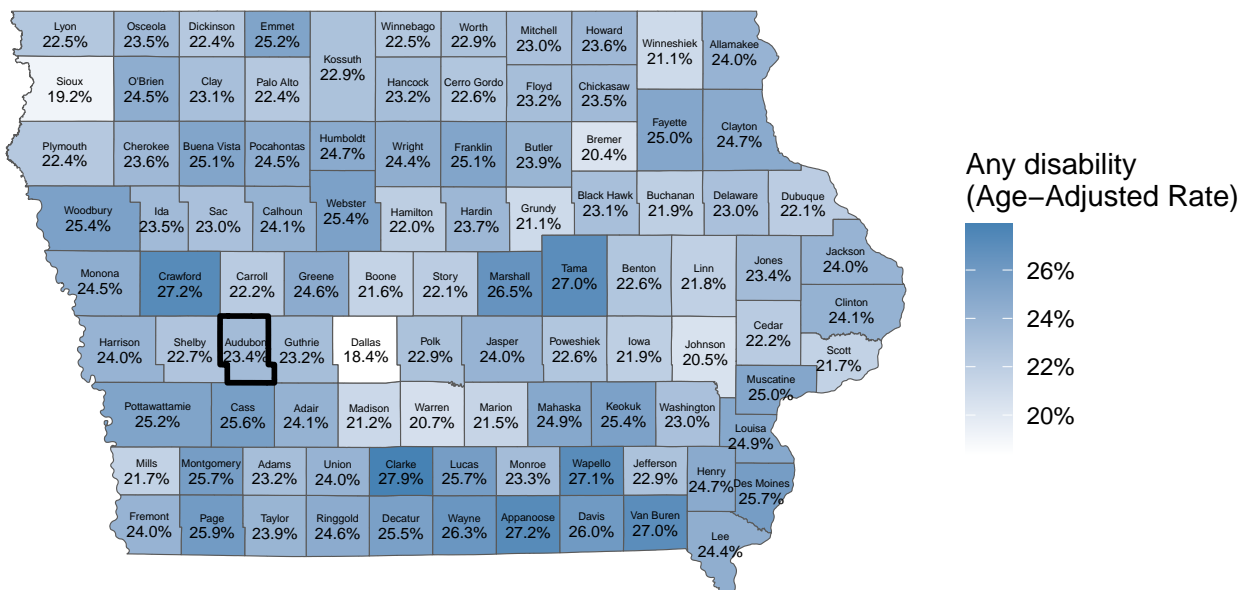 Lyon
22.5%
Osceola
23.5%
Dickinson
22.4%
Emmet
25.2%
Kossuth
22.9%
Winnebago
22.5%
Worth
22.9%
Mitchell
23.0%
Howard
23.6%
Winneshiek
21.1%
Allamakee
24.0%
Sioux
19.2%
O'Brien
24.5%
Clay
23.1%
Palo Alto
22.4%
Hancock
23.2%
Cerro Gordo
22.6%
Floyd
23.2%
Chickasaw
23.5%
Fayette
25.0%
Clayton
24.7%
Plymouth
22.4%
Cherokee
23.6%
Buena Vista
25.1%
Pocahontas
24.5%
Humboldt
24.7%
Wright
24.4%
Franklin
25.1%
Butler
23.9%
Bremer
20.4%
Woodbury
25.4%
Ida
23.5%
Sac
23.0%
Calhoun
24.1%
Webster
25.4%
Hamilton
22.0%
Hardin
23.7%
Grundy
21.1%
Black Hawk
23.1%
Buchanan
21.9%
Delaware
23.0%
Dubuque
22.1%
Monona
24.5%
Crawford
27.2%
Carroll
22.2%
Greene
24.6%
Boone
21.6%
Story
22.1%
Marshall
26.5%
Tama
27.0%
Benton
22.6%
Linn
21.8%
Jones
23.4%
Jackson
24.0%
Clinton
24.1%
Harrison
24.0%
Shelby
22.7%
Audubon
23.4%
Guthrie
23.2%
Dallas
18.4%
Polk
22.9%
Jasper
24.0%
Poweshiek
22.6%
Iowa
21.9%
Johnson
20.5%
Cedar
22.2%
Scott
21.7%
Muscatine
25.0%
Pottawattamie
25.2%
Cass
25.6%
Adair
24.1%
Madison
21.2%
Warren
20.7%
Marion
21.5%
Mahaska
24.9%
Keokuk
25.4%
Washington
23.0%
Louisa
24.9%
Mills
21.7%
Montgomery
25.7%
Adams
23.2%
Union
24.0%
Clarke
27.9%
Lucas
25.7%
Monroe
23.3%
Wapello
27.1%
Jefferson
22.9%
Henry
24.7%
Des Moines
25.7%
Fremont
24.0%
Page
25.9%
Taylor
23.9%
Ringgold
24.6%
Decatur
25.5%
Wayne
26.3%
Appanoose
27.2%
Davis
26.0%
Van Buren
27.0%
Lee
24.4%
Any disability
(Age−Adjusted Rate)
26%
24%
22%
20%